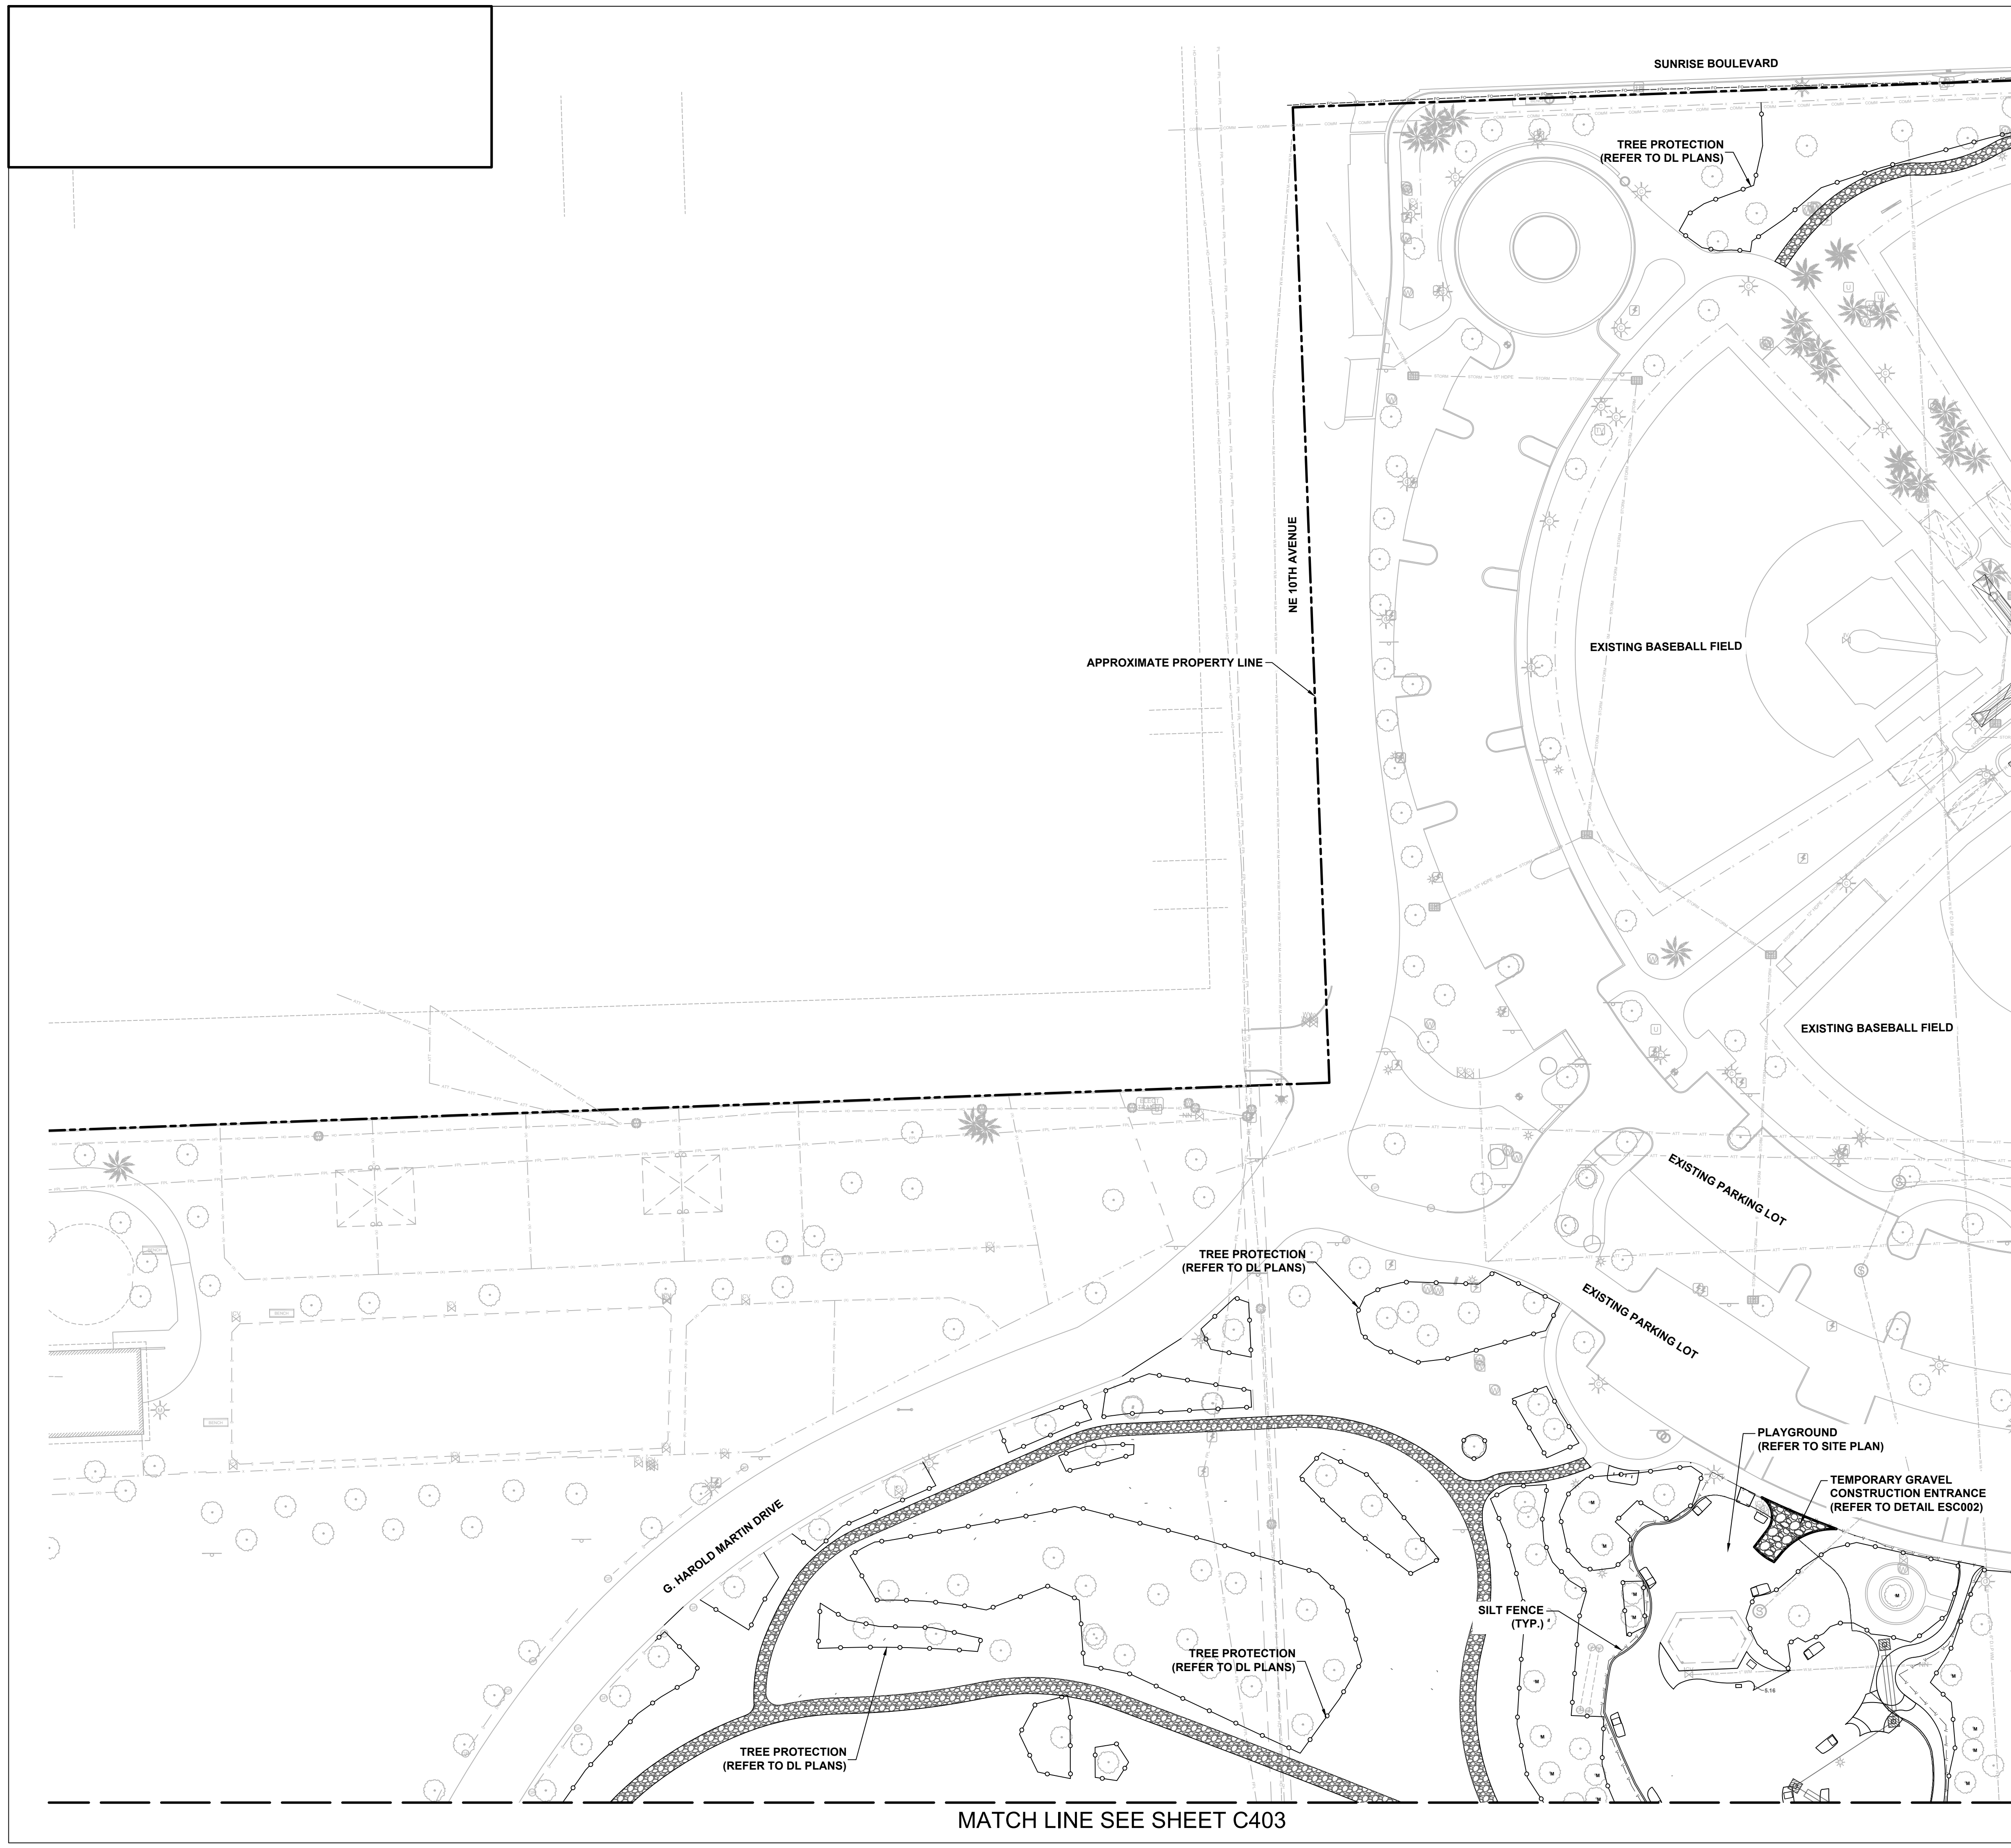 SUNRISE BOULEVARD
TREE PROTECTION
(REFER TO DL PLANS)
NE 10TH AVENUE
APPROXIMATE PROPERTY LINE
EXISTING BASEBALL FIELD
EXISTING BASEBALL FIELD
EXISTING PARKING LOT
TREE PROTECTION
(REFER TO DL PLANS)
EXISTING PARKING LOT
PLAYGROUND
(REFER TO SITE PLAN)
TEMPORARY GRAVEL
CONSTRUCTION ENTRANCE
(REFER TO DETAIL ESC002)
G. HAROLD MARTIN DRIVE
SILT FENCE
(TYP.)
TREE PROTECTION
(REFER TO DL PLANS)
5.16
TREE PROTECTION
(REFER TO DL PLANS)
MATCH LINE SEE SHEET C403